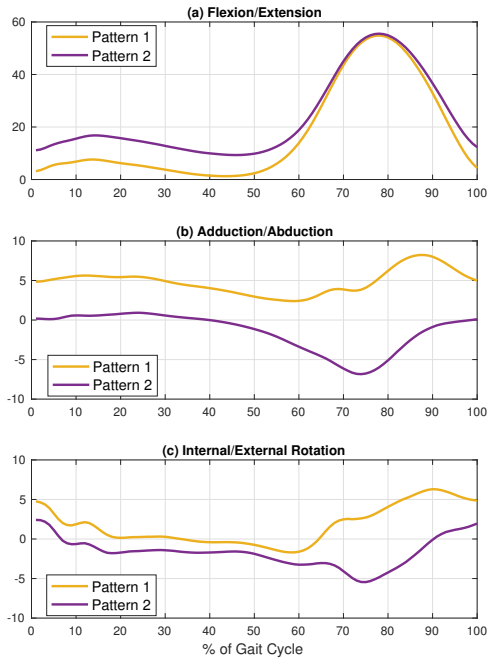 (a) Flexion/Extension
60
40
20
0
Pattern 1
Pattern 2
0 10 20 30 40 50 60 70 80 90 100
(b) Adduction/Abduction
10
5
0
-5
-10
Pattern 1
Pattern 2
0 10 20 30 40 50 60 70 80 90 100
(c) Internal/External Rotation
10
5
0
-5
-10
Pattern 1
Pattern 2
0 10 20 30 40 50 60 70 80 90 100
% of Gait Cycle